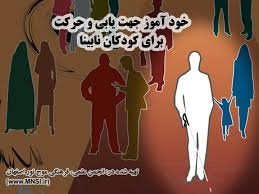 خود آموز جهت یابی و حرکت
برای کودکان نابینا
تهیه شده در: انجمن علمی، فرهنگی موج نور اصفهان
(www.MNSI.ir)